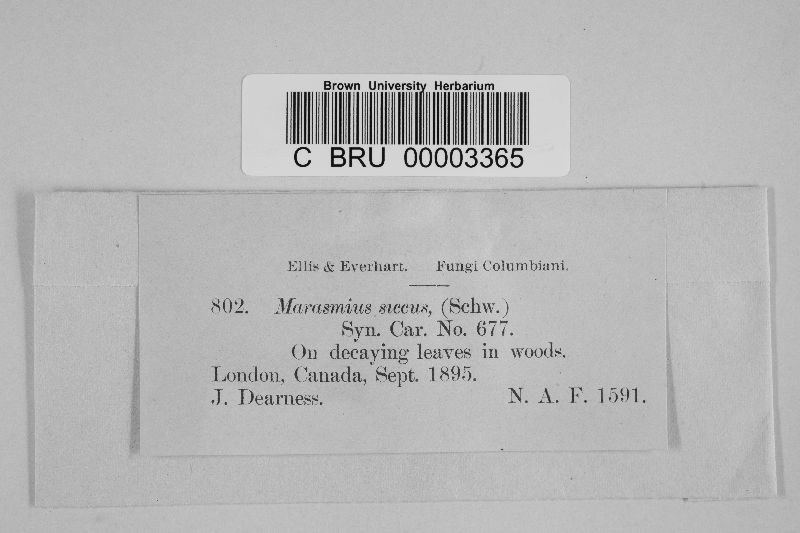 Brown University Herbarium
C BRU 00003365
Ellis & Everhart. Fungi Columbiani.
802. Marasmius siccus, (Schw.)
Syn. Car. No. 677.
On decaying leaves in woods.
London, Canada, Sept. 1895.
J. Dearness. N. A. F. 1591.